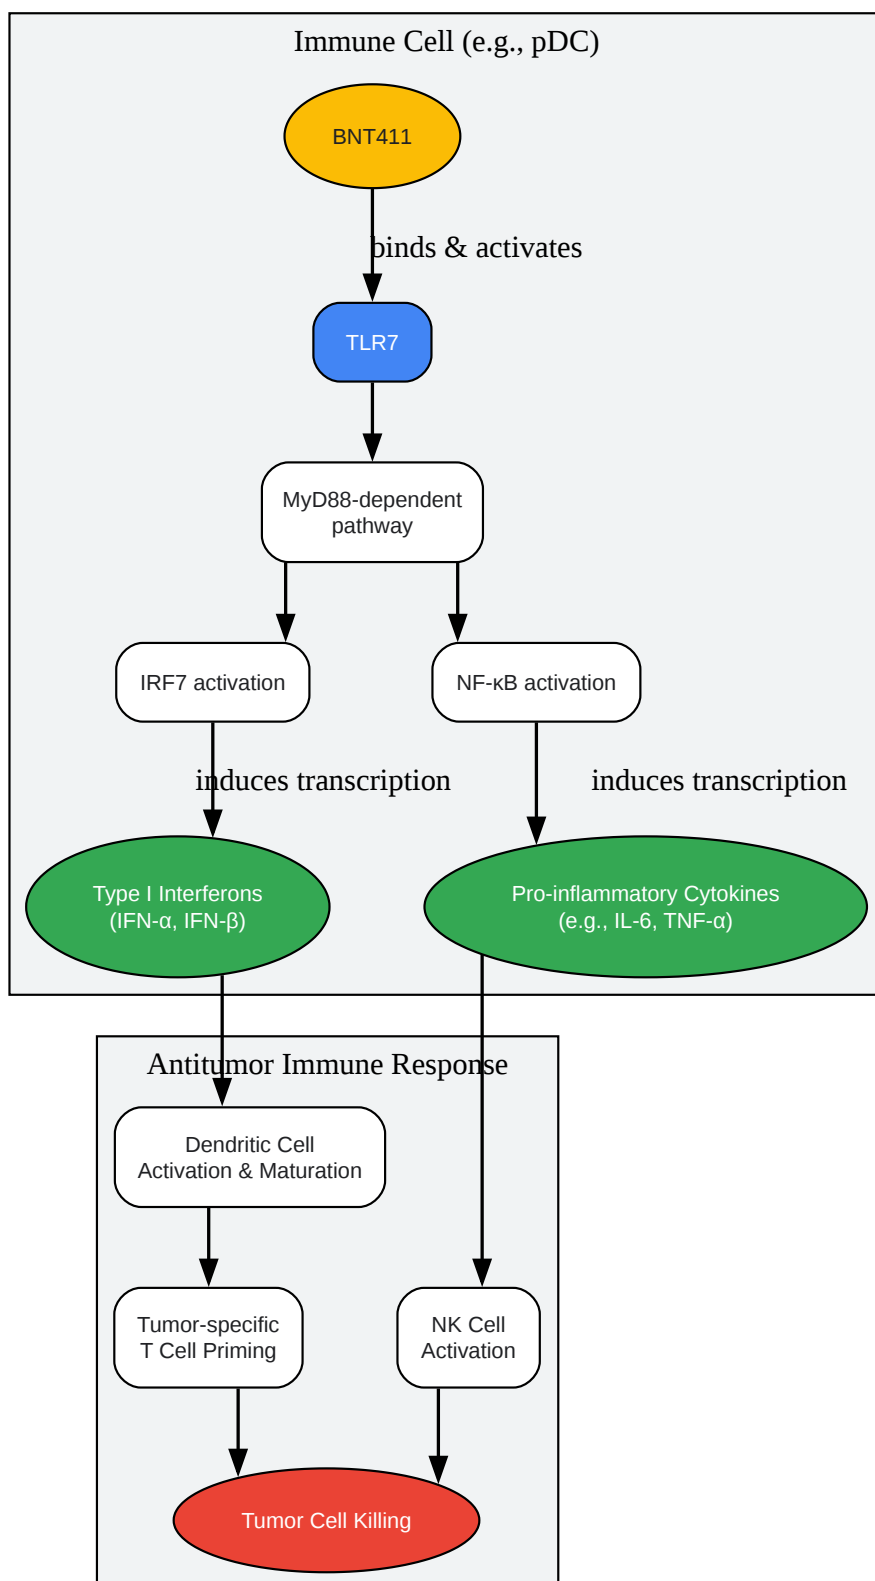 Immune Cell (e.g., pDC)
BNT411
binds & activates
TLR7
MyD88-dependent
pathway
IRF7 activation
NF-κB activation
induces transcription
induces transcription
Type I Interferons
(IFN-α, IFN-β)
Pro-inflammatory Cytokines
(e.g., IL-6, TNF-α)
Antitumor Immune Response
Dendritic Cell
Activation & Maturation
Tumor-specific
T Cell Priming
NK Cell
Activation
Tumor Cell Killing